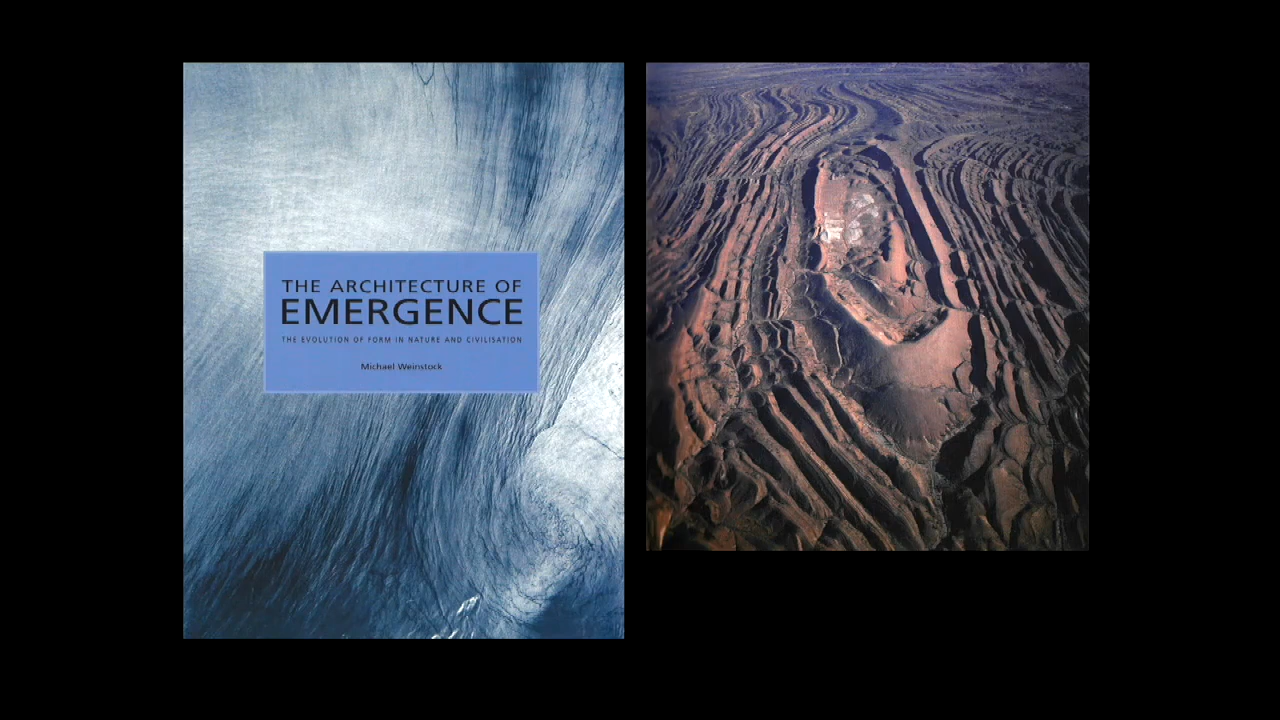 THE ARCHITECTURE OF
EMERGENCE
THE EVOLUTION OF FORM IN NATURE AND CIVILISATION
Michael Weinstock